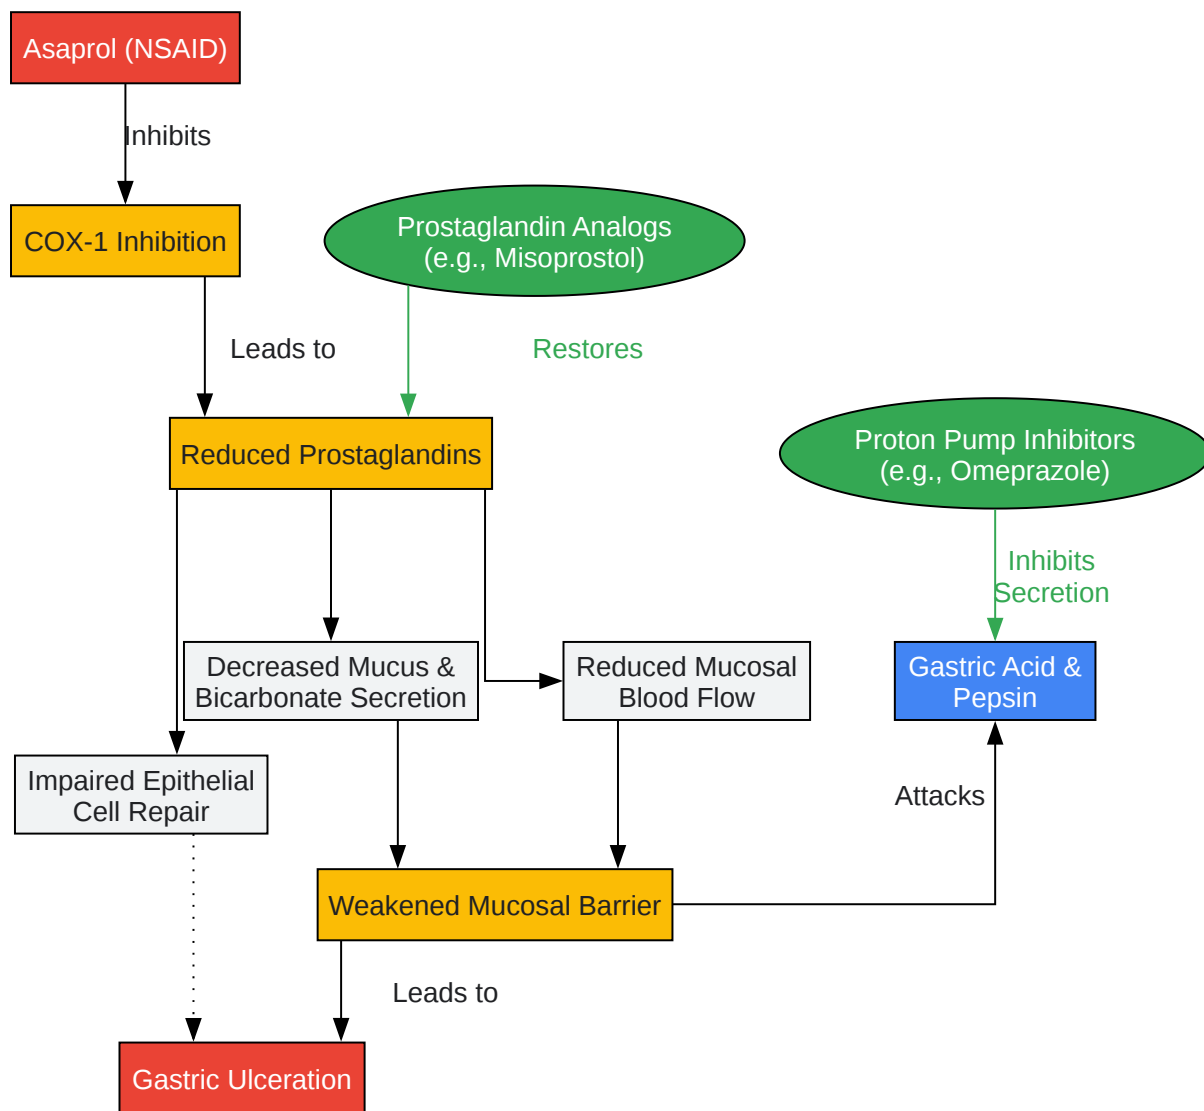 Asaprol (NSAID)
Inhibits
COX-1 Inhibition
Prostaglandin Analogs
(e.g., Misoprostol)
Leads to
Restores
Reduced Prostaglandins
Proton Pump Inhibitors
(e.g., Omeprazole)
Inhibits
Secretion
Decreased Mucus &
Bicarbonate Secretion
Reduced Mucosal
Blood Flow
Gastric Acid &
Pepsin
Impaired Epithelial
Cell Repair
Attacks
Weakened Mucosal Barrier
Leads to
Gastric Ulceration